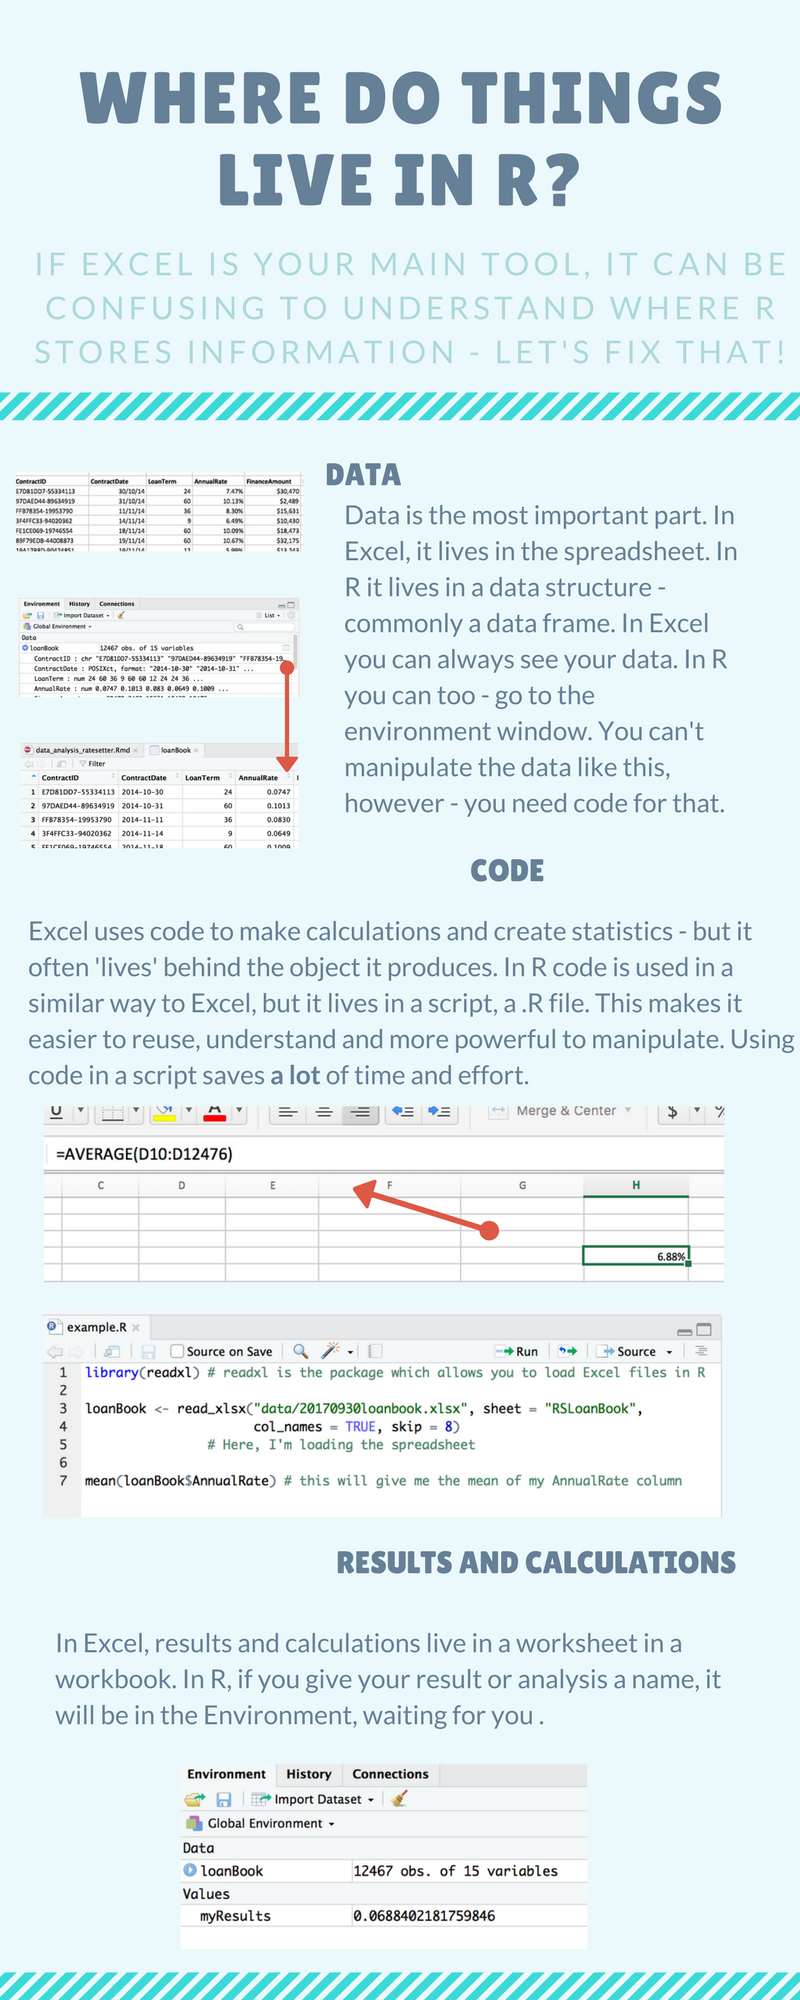 WHERE DO THINGS
LIVE IN R?
IF EXCEL IS YOUR MAIN TOOL, IT CAN BE
CONFUSING TO UNDERSTAND WHERE R
STORES INFORMATION - LET'S FIX THAT!
DATA
Data is the most important part. In
Excel, it lives in the spreadsheet. In
R it lives in a data structure -
commonly a data frame. In Excel
you can always see your data. In R
you can too - go to the
environment window. You can't
manipulate the data like this,
however - you need code for that.
ContractID ContractDate LoanTerm AnnualRate FinanceAmount
E7D81DD7-55334113 30/10/14 24 7.47% $30,470
97DAED44-89634919 31/10/14 60 10.13% $2,489
FFB78354-19953790 11/11/14 36 8.30% $15,631
3F4FFC33-94020362 14/11/14 9 6.49% $10,430
FE1CE069-19746554 18/11/14 60 10.09% $18,473
89F79EDB-44008873 19/11/14 60 10.67% $32,175
Environment History Connections
Import Dataset
List
Global Environment
Data
loanBook 12467 obs. of 15 variables
ContractID : chr "E7D81DD7-55334113" "97DAED44-89634919" "FFB78354-19…
ContractDate : POSIXct, format: "2014-10-30" "2014-10-31" ...
LoanTerm : num 24 60 36 9 60 60 12 24 24 36 ...
AnnualRate : num 0.0747 0.1013 0.083 0.0649 0.1009 ...
data_analysis_ratesetter.Rmd × loanBook ×
Filter
ContractID ContractDate LoanTerm AnnualRate
1 E7D81DD7-55334113 2014-10-30 24 0.0747
2 97DAED44-89634919 2014-10-31 60 0.1013
3 FFB78354-19953790 2014-11-11 36 0.0830
4 3F4FFC33-94020362 2014-11-14 9 0.0649
5 FE1CE069-19746554 2014-11-18 60 0.1009
CODE
Excel uses code to make calculations and create statistics - but it
often 'lives' behind the object it produces. In R code is used in a
similar way to Excel, but it lives in a script, a .R file. This makes it
easier to reuse, understand and more powerful to manipulate. Using
code in a script saves a lot of time and effort.
U A Merge & Center $ %
=AVERAGE(D10:D12476)
C D E F G H
6.88%
example.R ×
Source on Save Run Source
1 library(readxl) # readxl is the package which allows you to load Excel files in R
2
3 loanBook <- read_xlsx("data/20170930loanbook.xlsx", sheet = "RSLoanBook",
4 col_names = TRUE, skip = 8)
5 # Here, I'm loading the spreadsheet
6
7 mean(loanBook$AnnualRate) # this will give me the mean of my AnnualRate column
RESULTS AND CALCULATIONS
In Excel, results and calculations live in a worksheet in a
workbook. In R, if you give your result or analysis a name, it
will be in the Environment, waiting for you .
Environment History Connections
Import Dataset
Global Environment
Data
loanBook 12467 obs. of 15 variables
Values
myResults 0.0688402181759846